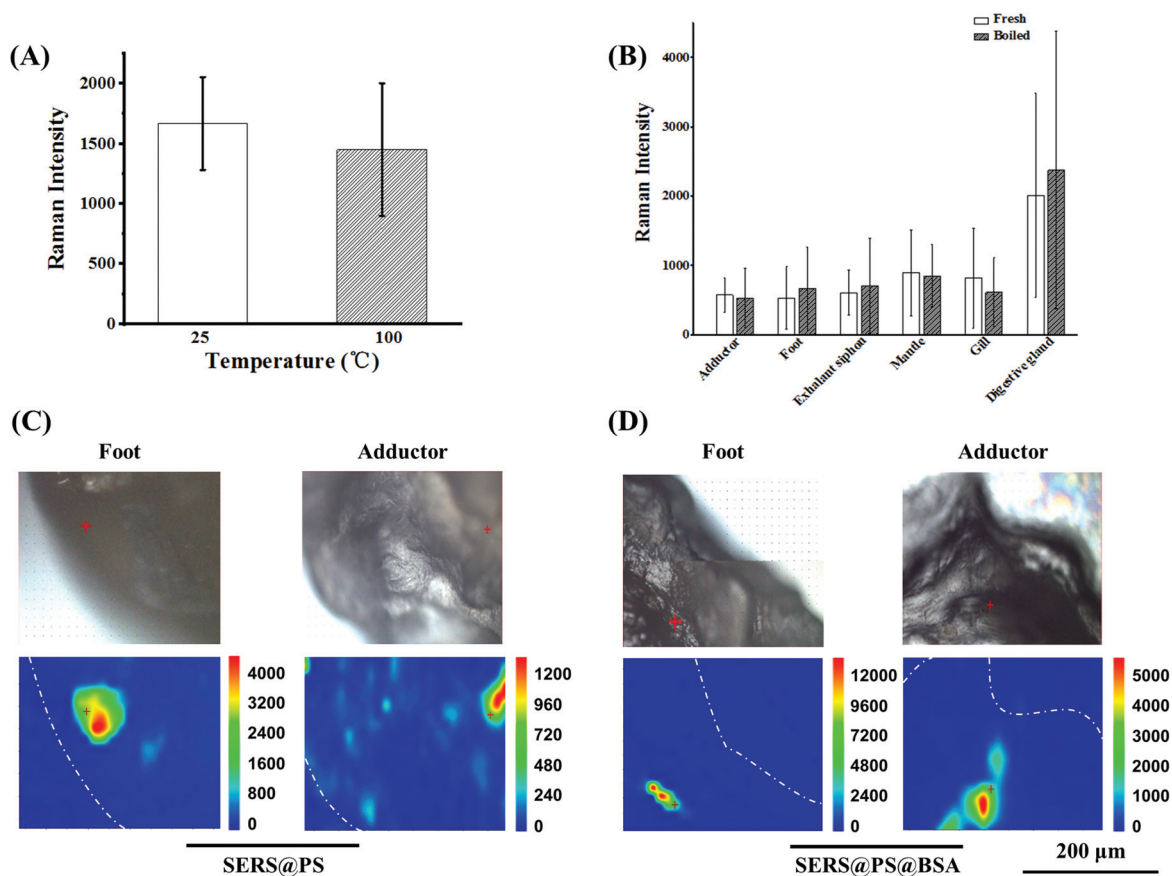 (A)
2000
1500
1000
500
0
Raman Intensity
25
100
Temperature (℃)
(B)
Fresh
Boiled
4000
3000
2000
1000
0
Raman Intensity
Adductor
Foot
Exhalant siphon
Mantle
Gill
Digestive gland
(C)
Foot
Adductor
4000
3200
2400
1600
800
0
1200
960
720
480
240
0
SERS@PS
(D)
Foot
Adductor
12000
9600
7200
4800
2400
0
5000
4000
3000
2000
1000
0
SERS@PS@BSA
200 μm